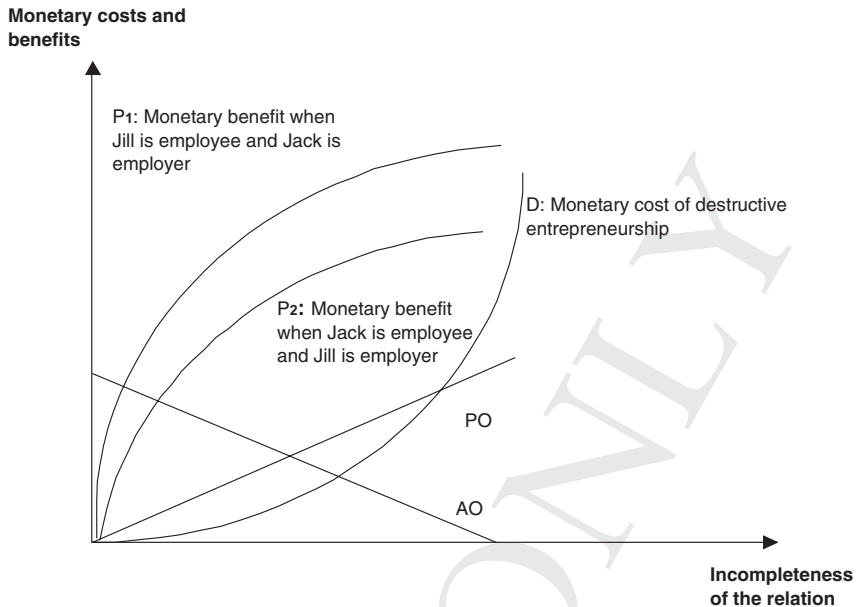 Monetary costs and
benefits
P1: Monetary benefit when
Jill is employee and Jack is
employer
D: Monetary cost of destructive
entrepreneurship
P2: Monetary benefit
when Jack is employee
and Jill is employer
PO
AO
ONLY
Incompleteness
of the relation